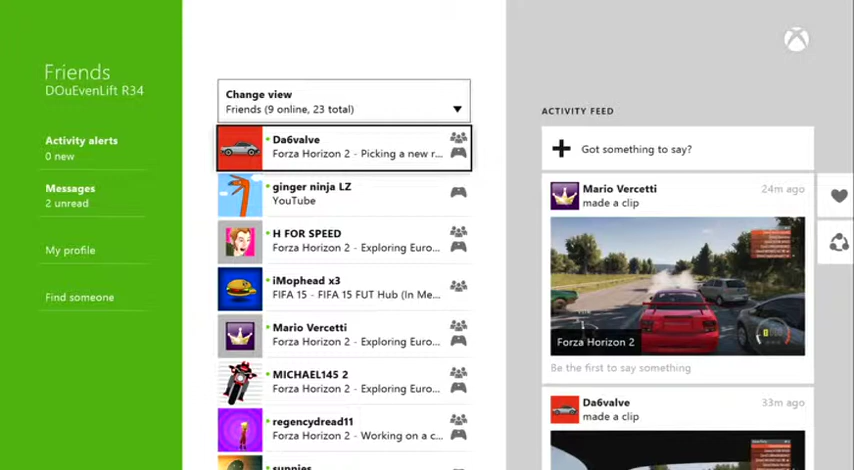 Friends
DOuEvenLift R34
Activity alerts
0 new
Messages
2 unread
My profile
Find someone
Change view
Friends (9 online, 23 total)
Da6valve
Forza Horizon 2 - Picking a new r...
ginger ninja LZ
YouTube
H FOR SPEED
Forza Horizon 2 - Exploring Euro...
iMophead x3
FIFA 15 - FIFA 15 FUT Hub (In Me...
Mario Vercetti
Forza Horizon 2 - Exploring Euro...
MICHAEL145 2
Forza Horizon 2 - Exploring Euro...
regencydread11
Forza Horizon 2 - Working on a c...
sunnies
ACTIVITY FEED
Got something to say?
Mario Vercetti
24m ago
made a clip
Forza Horizon 2
Be the first to say something
Da6valve
33m ago
made a clip